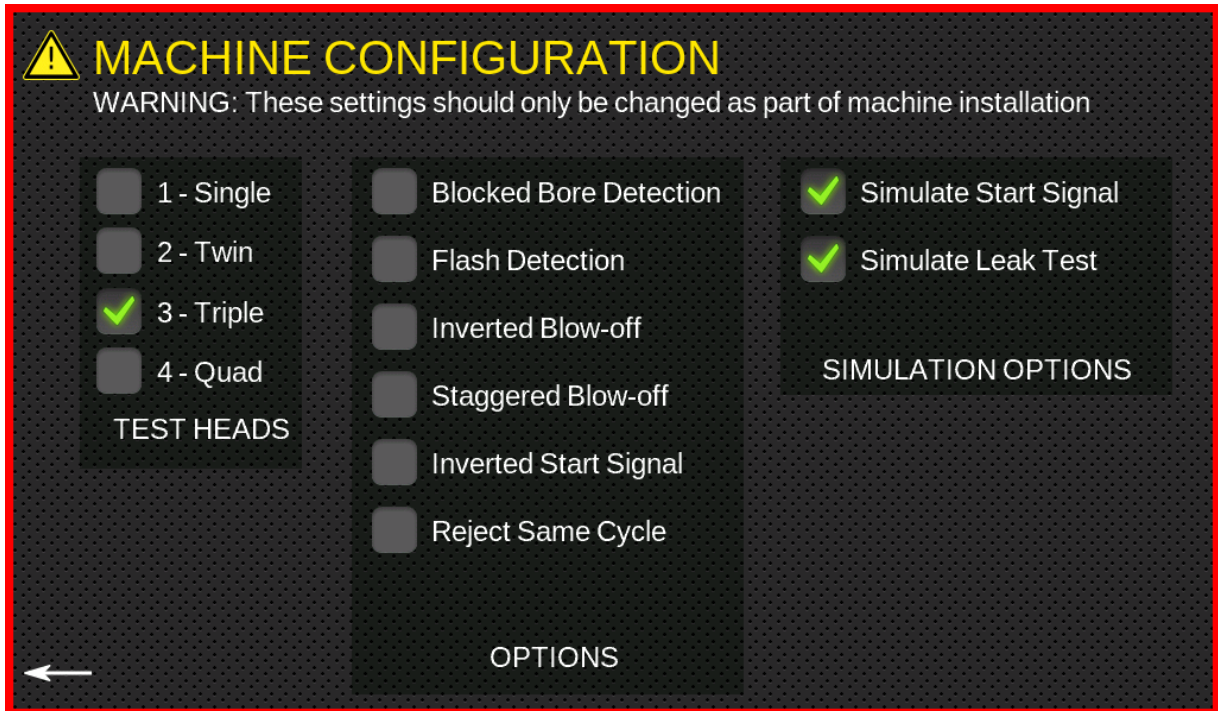 MACHINE CONFIGURATION
WARNING: These settings should only be changed as part of machine installation
1 - Single
2 - Twin
3 - Triple
4 - Quad
TEST HEADS
Blocked Bore Detection
Flash Detection
Inverted Blow-off
Staggered Blow-off
Inverted Start Signal
Reject Same Cycle
OPTIONS
Simulate Start Signal
Simulate Leak Test
SIMULATION OPTIONS